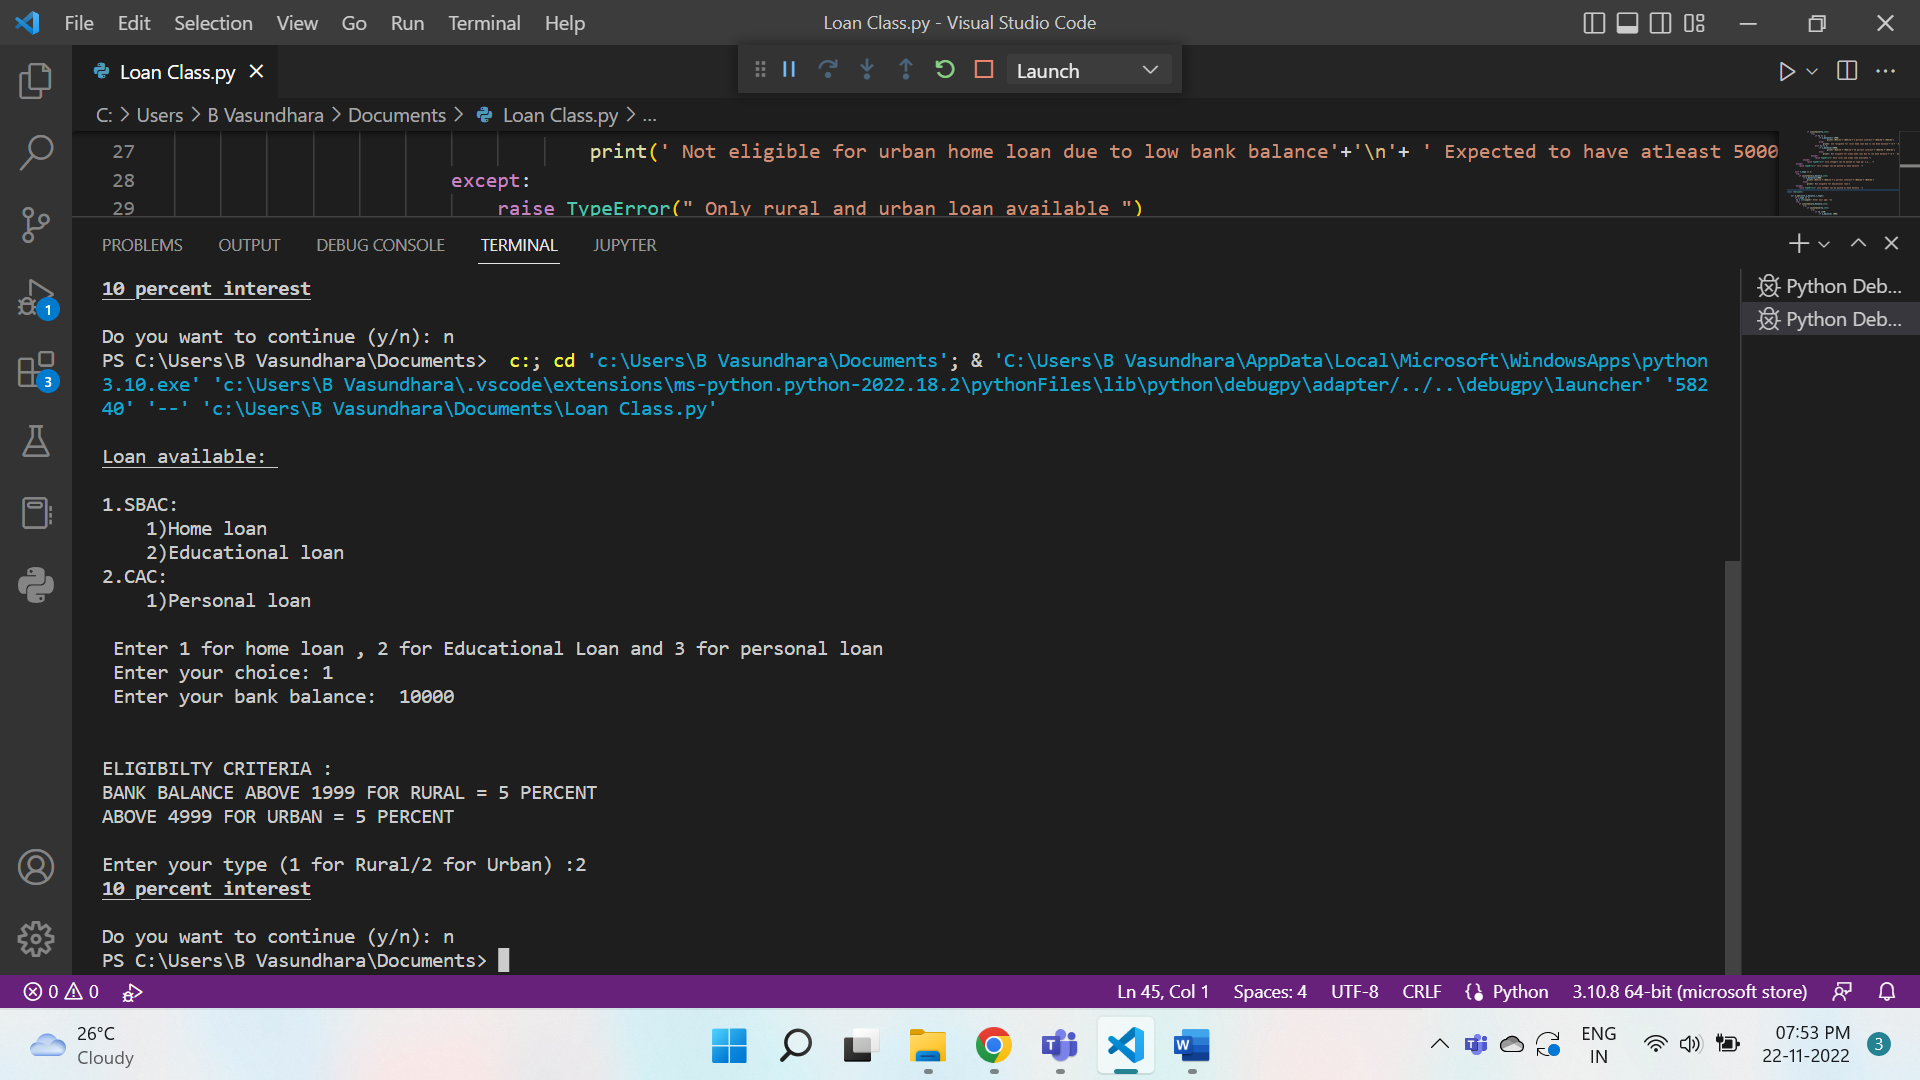 File Edit Selection View Go Run Terminal Help
Loan Class.py - Visual Studio Code
Loan Class.py
Launch
C: > Users > B Vasundhara > Documents > Loan Class.py > ...
27 print(' Not eligible for urban home loan due to low bank balance'+'\n'+ ' Expected to have atleast 5000
28 except:
29 raise TypeError(" Only rural and urban loan available ")
PROBLEMS OUTPUT DEBUG CONSOLE TERMINAL JUPYTER
Python Deb...
Python Deb...
10 percent interest
Do you want to continue (y/n): n
PS C:\Users\B Vasundhara\Documents>  c:; cd 'c:\Users\B Vasundhara\Documents'; & 'C:\Users\B Vasundhara\AppData\Local\Microsoft\WindowsApps\python
3.10.exe' 'c:\Users\B Vasundhara\.vscode\extensions\ms-python.python-2022.18.2\pythonFiles\lib\python\debugpy\adapter/../..\debugpy\launcher' '582
40' '--' 'c:\Users\B Vasundhara\Documents\Loan Class.py'
Loan available:
1.SBAC:
1)Home loan
2)Educational loan
2.CAC:
1)Personal loan
Enter 1 for home loan , 2 for Educational Loan and 3 for personal loan
Enter your choice: 1
Enter your bank balance:  10000
ELIGIBILTY CRITERIA :
BANK BALANCE ABOVE 1999 FOR RURAL = 5 PERCENT
ABOVE 4999 FOR URBAN = 5 PERCENT
Enter your type (1 for Rural/2 for Urban) :2
10 percent interest
Do you want to continue (y/n): n
PS C:\Users\B Vasundhara\Documents>
1
3
0 0
Ln 45, Col 1 Spaces: 4 UTF-8 CRLF Python 3.10.8 64-bit (microsoft store)
26°C
Cloudy
ENG
IN
07:53 PM
22-11-2022
3